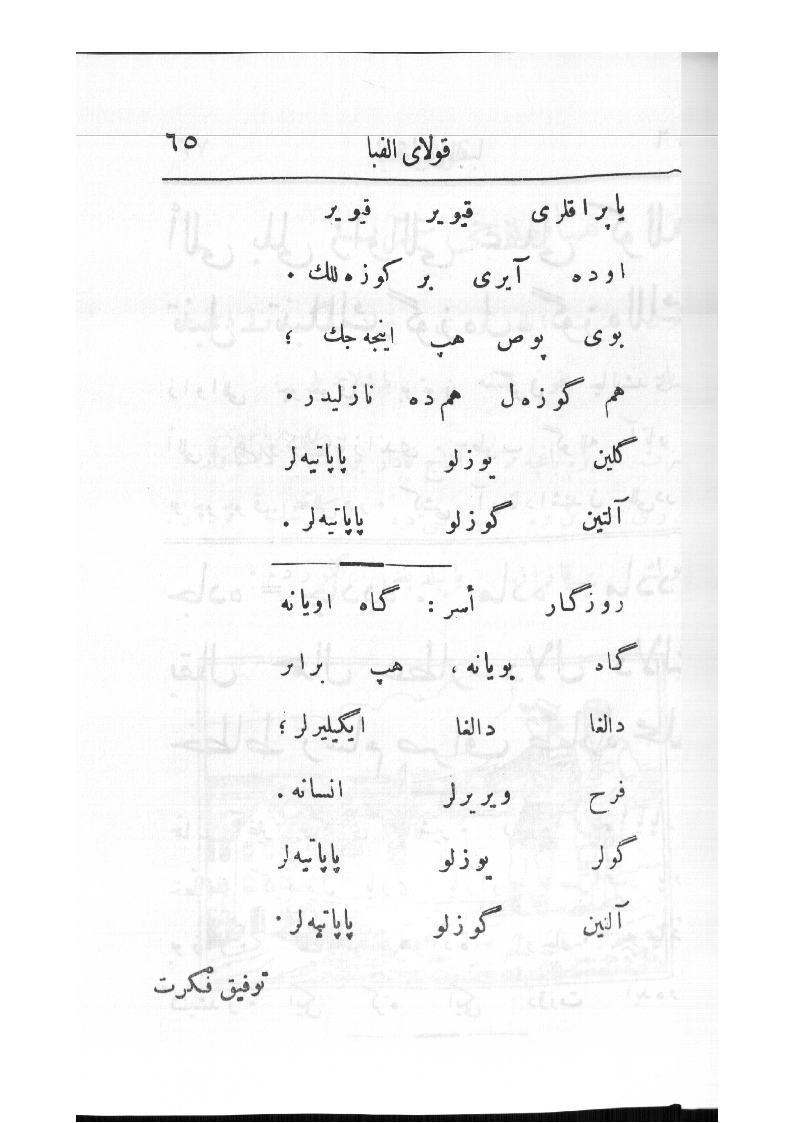 قولای الفبا ٦٥
یاپراقلری قیویر قیویر
اوده آیری بر کوزه‌للك .
بوی پوص هپ اینجه‌جك ؛
هم گوزه‌ل هم‌ده نازلیدر .
گلین یوزلو پاپاتیه‌لر
آلتین گوزلو پاپاتیه‌لر .
روزگار أسر : گاه اویانه
گاه بویانه ، هپ برابر
دالغا دالغا ایگیلیرلر ؛
فرح ویریرلر انسانه .
گولر یوزلو پاپاتیه‌لر
آلتین گوزلو پاپاتیه‌لر .
توفیق فکرت